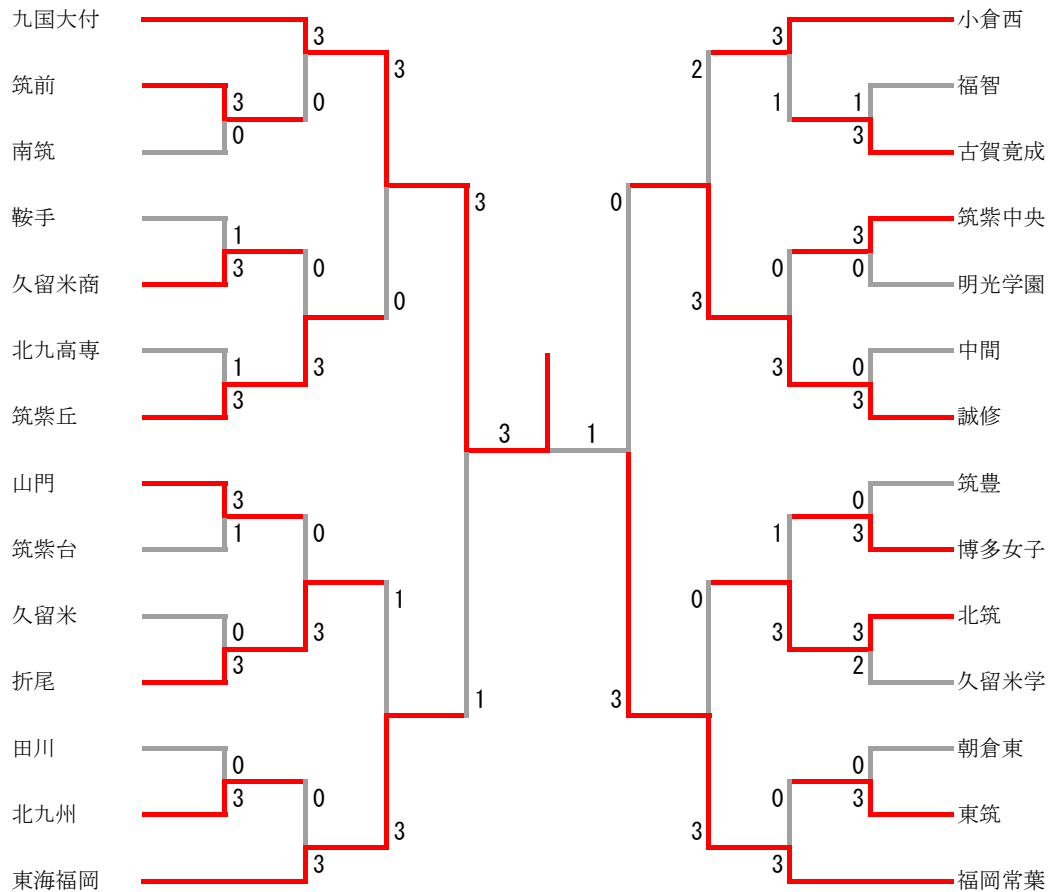 九国大付
筑前
南筑
鞍手
久留米商
北九高専
筑紫丘
山門
筑紫台
久留米
折尾
田川
北九州
東海福岡
3
0
1
3
1
3
3
1
0
3
0
3
3
0
0
3
0
3
0
3
3
0
1
3
3
1
3
1
0
3
2
3
0
3
3
1
0
3
1
3
0
3
1
3
3
0
0
3
0
3
3
2
0
3
小倉西
福智
古賀竟成
筑紫中央
明光学園
中間
誠修
筑豊
博多女子
北筑
久留米学
朝倉東
東筑
福岡常葉